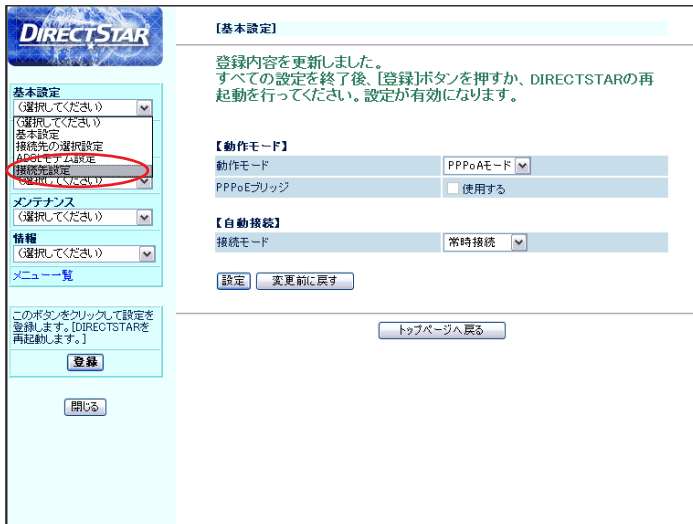 DIRECTSTAR
基本設定
(選択してください)
(選択してください)
基本設定
接続先の選択設定
ADSLモデム設定
接続先設定
(選択してください)
メンテナンス
(選択してください)
情報
(選択してください)
メニュー一覧
このボタンをクリックして設定を
登録します。[DIRECTSTARを
再起動します。]
登録
閉じる
[基本設定]
登録内容を更新しました。
すべての設定を終了後、[登録]ボタンを押すか、DIRECTSTARの再
起動を行ってください。設定が有効になります。
【動作モード】
動作モード PPPoAモード
PPPoEブリッジ 使用する
【自動接続】
接続モード 常時接続
設定 変更前に戻す
トップページへ戻る